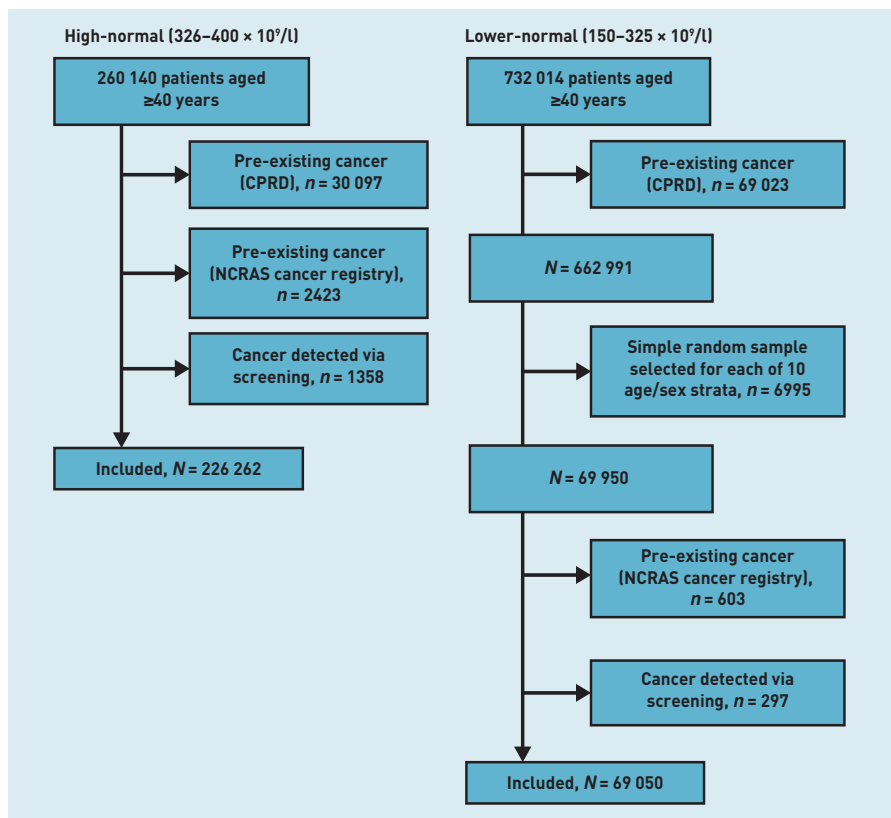 High-normal (326–400 × 10⁹/l)
260 140 patients aged
≥40 years
Pre-existing cancer
(CPRD), n = 30 097
Pre-existing cancer
(NCRAS cancer registry),
n = 2423
Cancer detected via
screening, n = 1358
Included, N = 226 262
Lower-normal (150–325 × 10⁹/l)
732 014 patients aged
≥40 years
Pre-existing cancer
(CPRD), n = 69 023
N = 662 991
Simple random sample
selected for each of 10
age/sex strata, n = 6995
N = 69 950
Pre-existing cancer
(NCRAS cancer registry),
n = 603
Cancer detected via
screening, n = 297
Included, N = 69 050